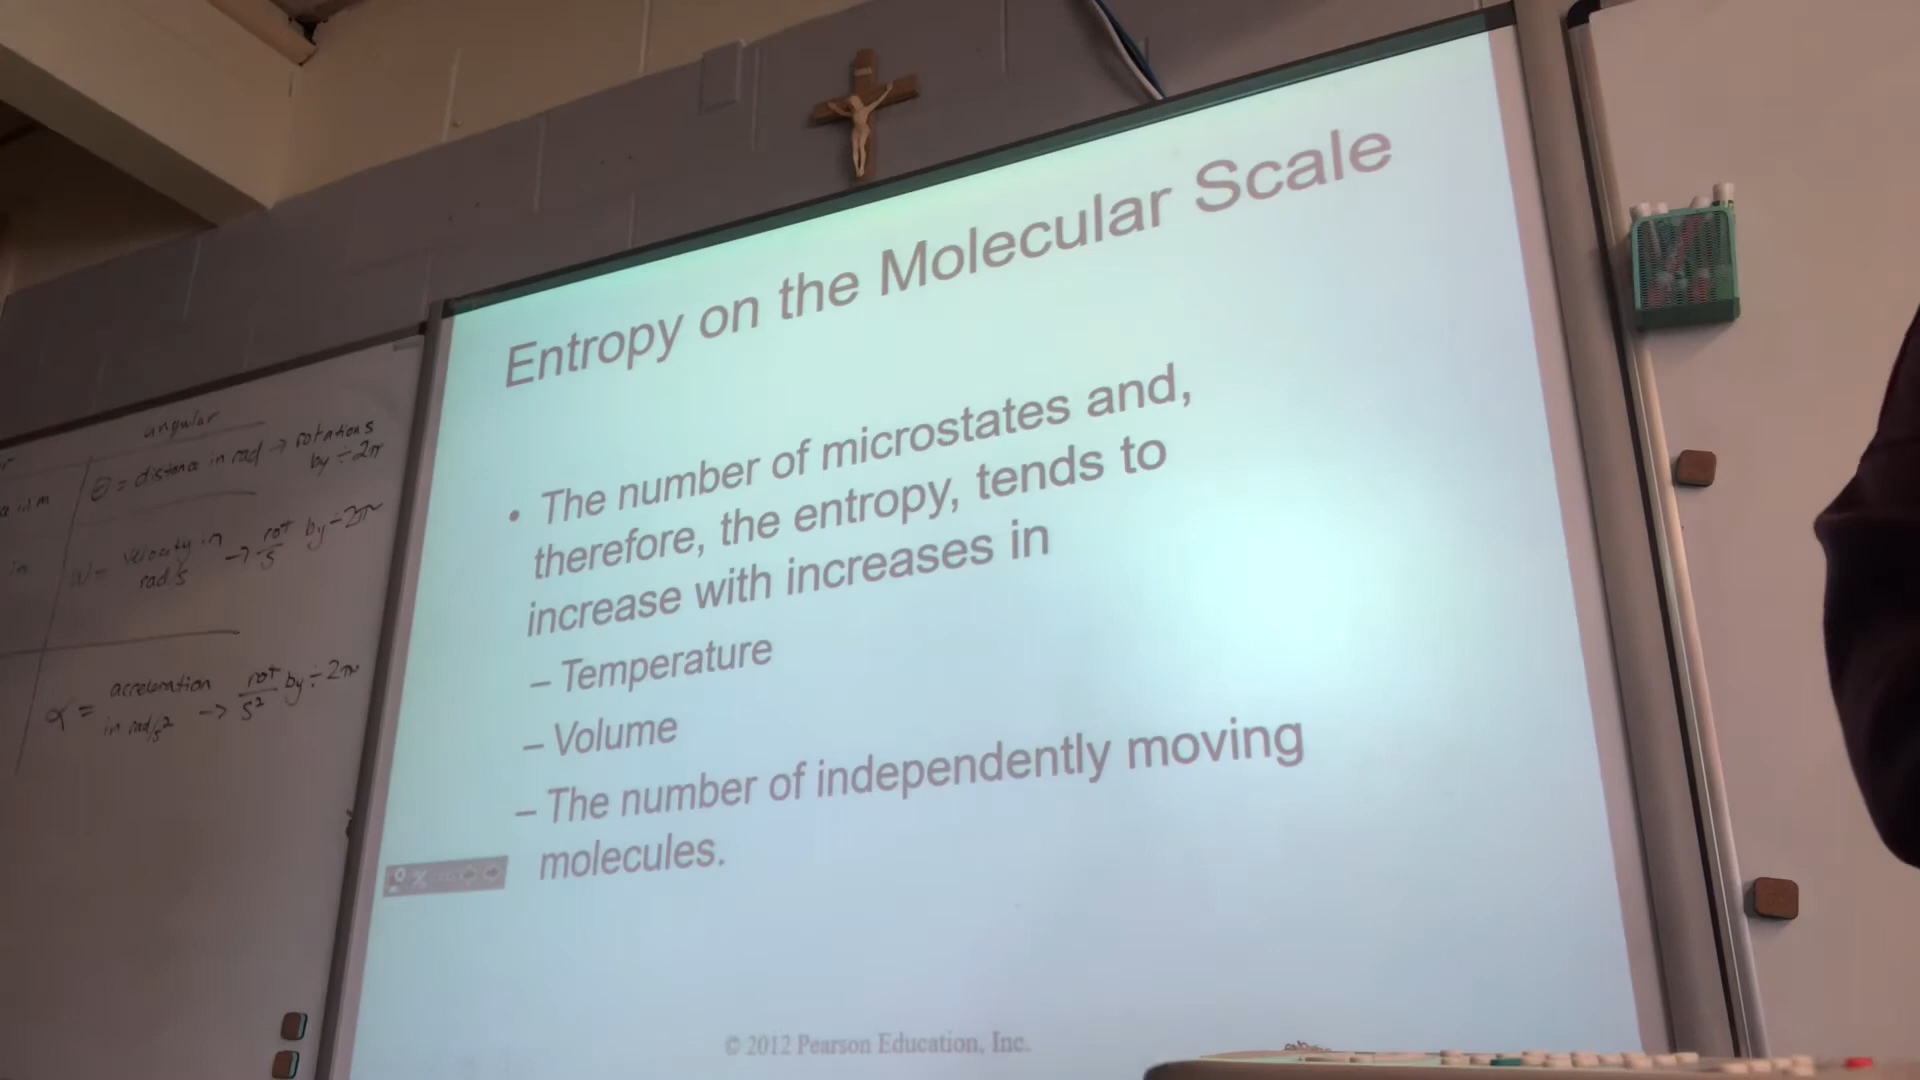 Entropy on the Molecular Scale
• The number of microstates and,
therefore, the entropy, tends to
increase with increases in
– Temperature
– Volume
– The number of independently moving
molecules.
© 2012 Pearson Education, Inc.
angular
θ = distance in rad → rotations
by ÷ 2π
in m
ω = velocity in → rot by ÷ 2π
rad/s s
in
α = acceleration → rot by ÷ 2π
in rad/s² s²